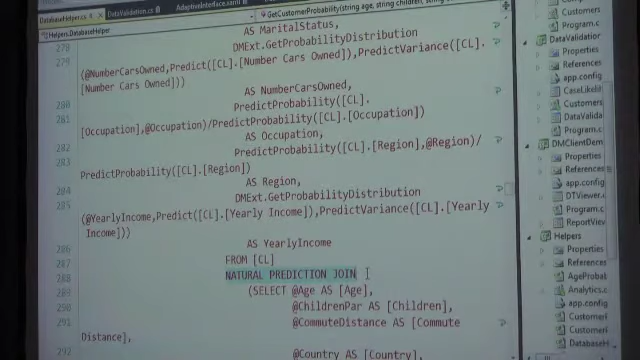 DatabaseHelper.cs
DataValidation.cs
AdaptiveInterface.xaml
Helpers.DatabaseHelper
GetCustomerProbability(string age, string children, string
278
AS MaritalStatus,
279
DMExt.GetProbabilityDistribution
(@NumberCarsOwned,Predict([CL].[Number Cars Owned]),PredictVariance([CL].
[Number Cars Owned]))
280
AS NumberCarsOwned,
281
PredictProbability([CL].
[Occupation],@Occupation)/PredictProbability([CL].[Occupation])
282
AS Occupation,
283
PredictProbability([CL].[Region],@Region)/
PredictProbability([CL].[Region])
284
AS Region,
285
DMExt.GetProbabilityDistribution
(@YearlyIncome,Predict([CL].[Yearly Income]),PredictVariance([CL].[Yearly
Income]))
286
AS YearlyIncome
287
FROM [CL]
288
NATURAL PREDICTION JOIN
289
(SELECT @Age AS [Age],
290
@ChildrenPar AS [Children],
291
@CommuteDistance AS [Commute
Distance],
292
@Country AS [Country],
Customers
Program.c
DataValidation
Properties
References
app.config
CaseLikeli
Customers
DataValida
Program.c
DMClientDem
Properties
References
app.config
DTViewer.c
Program.c
ReportView
Helpers
Properties
References
AgeProbab
Analytics.c
CustomerF
CustomerP
DatabaseH